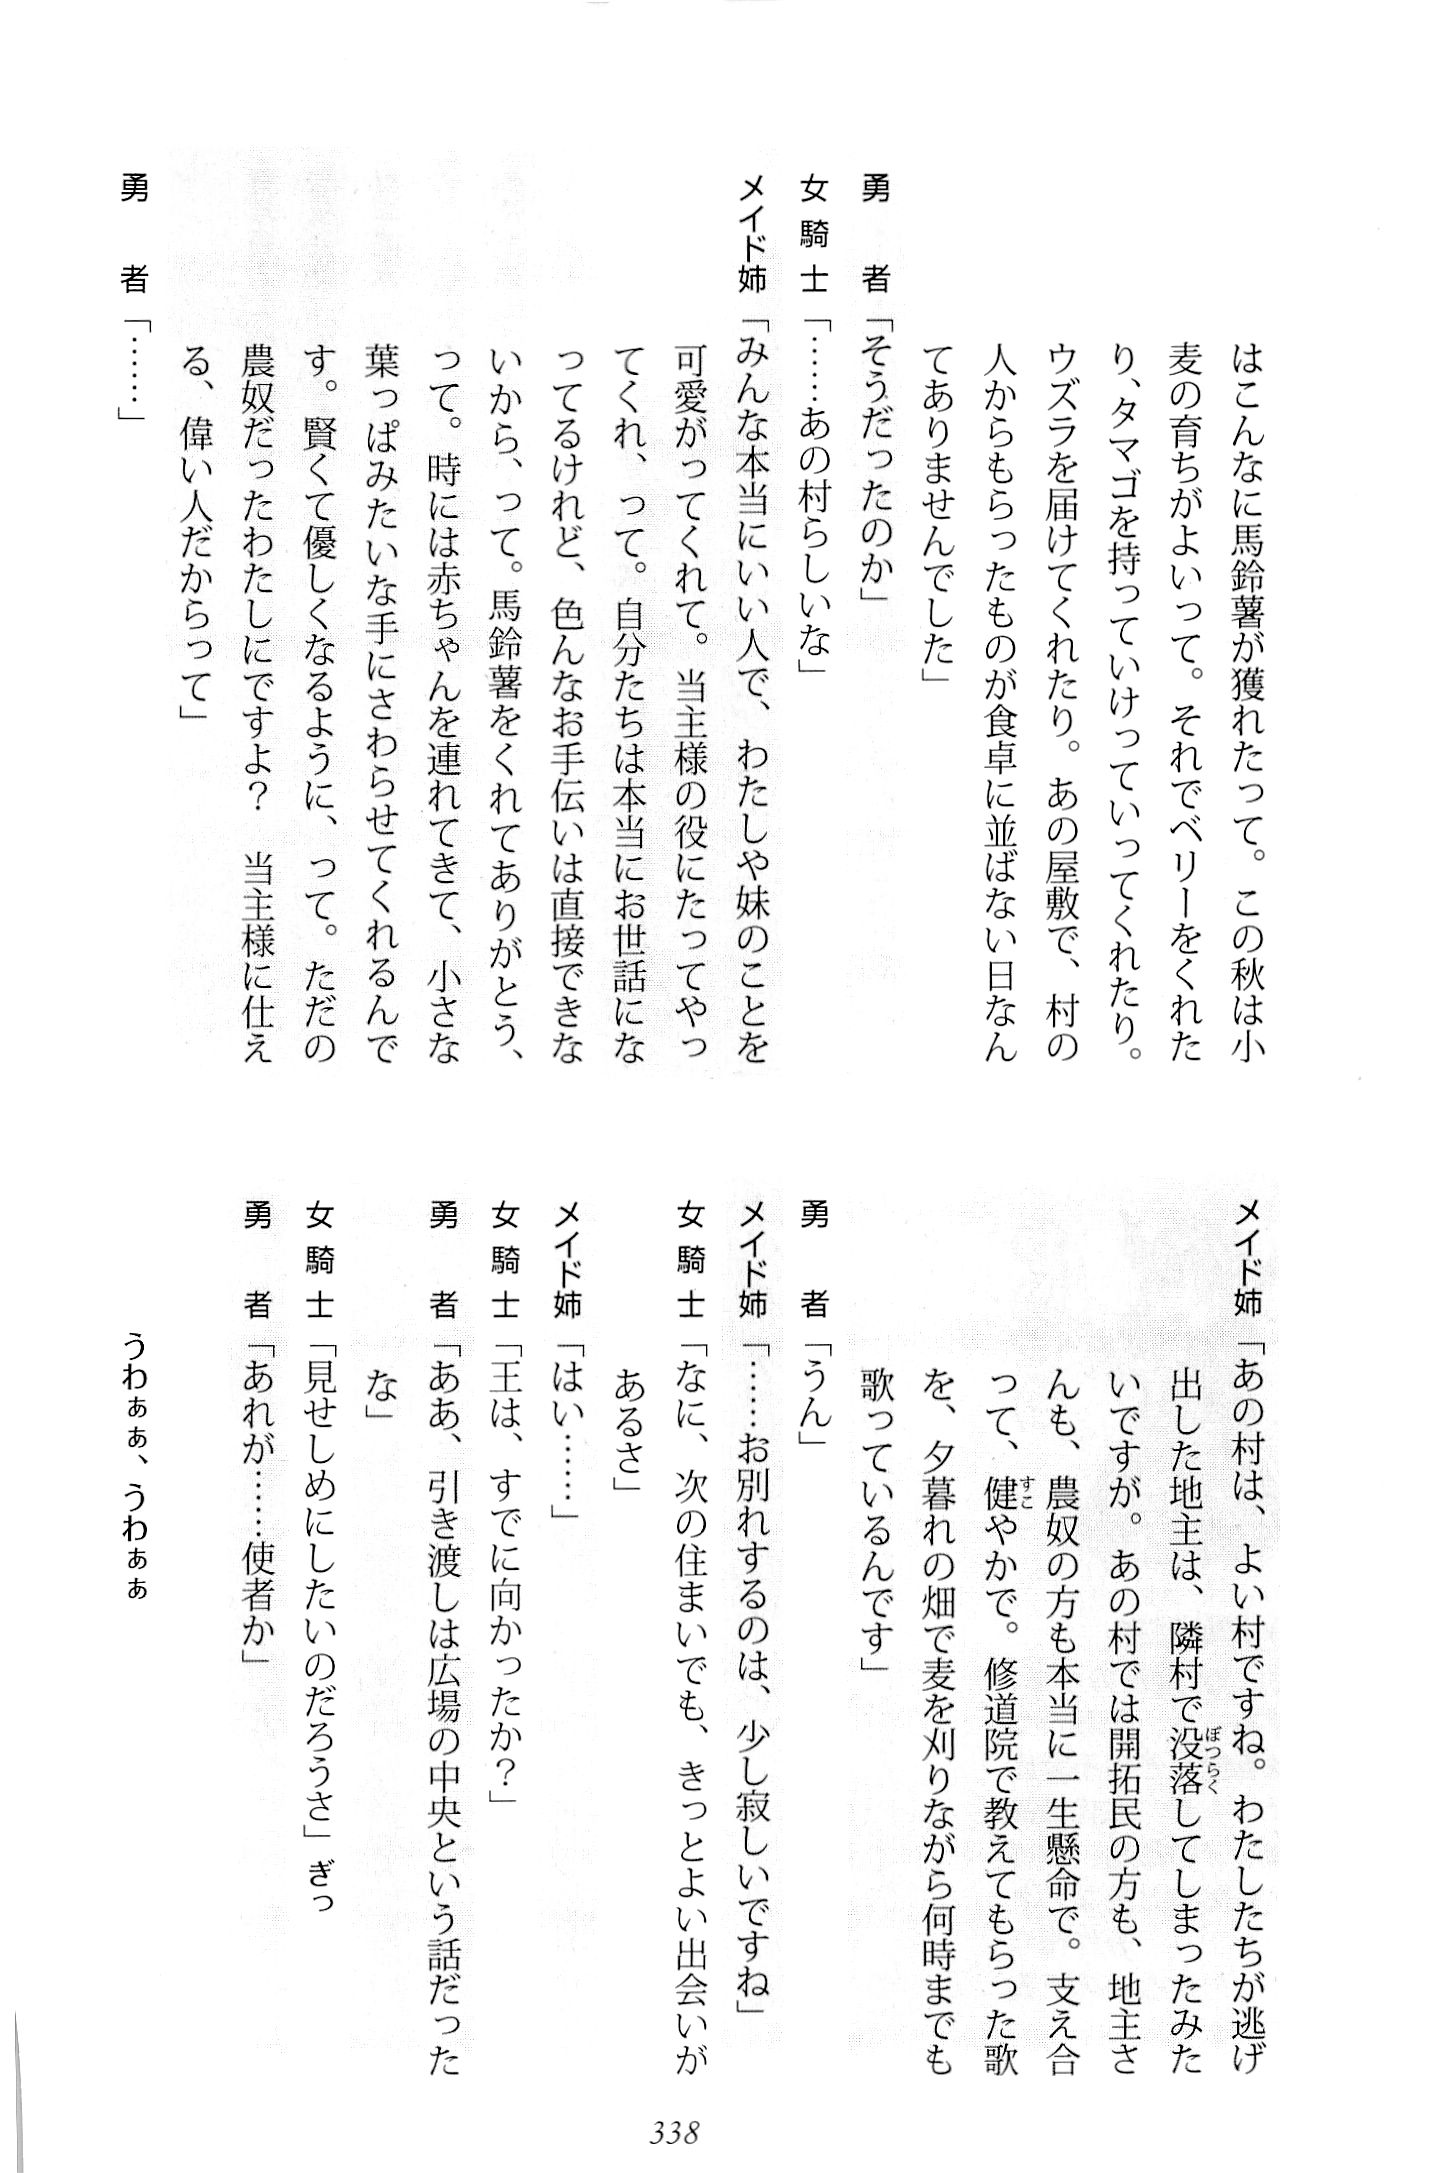 はこんなに馬鈴薯が獲れたって。この秋は小
麦の育ちがよいって。それでベリーをくれた
り、タマゴを持っていけっていってくれたり。
ウズラを届けてくれたり。あの屋敷で、村の
人からもらったものが食卓に並ばない日なん
てありませんでした」
勇　者「そうだったのか」
女騎士「……あの村らしいな」
メイド姉「みんな本当にいい人で、わたしや妹のことを
可愛がってくれて。当主様の役にたってやっ
てくれ、って。自分たちは本当にお世話にな
ってるけれど、色んなお手伝いは直接できな
いから、って。馬鈴薯をくれてありがとう、
って。時には赤ちゃんを連れてきて、小さな
葉っぱみたいな手にさわらせてくれるんで
す。賢くて優しくなるように、って。ただの
農奴だったわたしにですよ？　当主様に仕え
る、偉い人だからって」
勇　者「……」
メイド姉「あの村は、よい村ですね。わたしたちが逃げ
出した地主は、隣村で没落してしまったみた
いですが。あの村では開拓民の方も、地主さ
んも、農奴の方も本当に一生懸命で。支え合
って、健やかで。修道院で教えてもらった歌
を、夕暮れの畑で麦を刈りながら何時までも
歌っているんです」
勇　者「うん」
メイド姉「……お別れするのは、少し寂しいですね」
女騎士「なに、次の住まいでも、きっとよい出会いが
あるさ」
メイド姉「はい……」
女騎士「王は、すでに向かったか？」
勇　者「ああ、引き渡しは広場の中央という話だった
な」
女騎士「見せしめにしたいのだろうさ」ぎっ
勇　者「あれが……使者か」
うわぁぁ、うわぁぁ
338